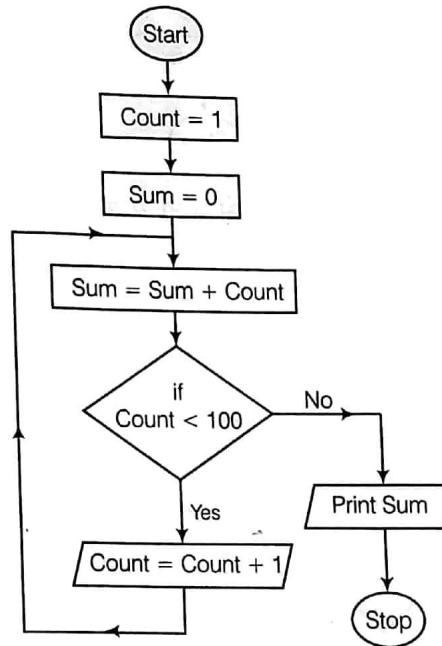 Start
Count = 1
Sum = 0
Sum = Sum + Count
if
Count < 100
No
Yes
Print Sum
Count = Count + 1
Stop